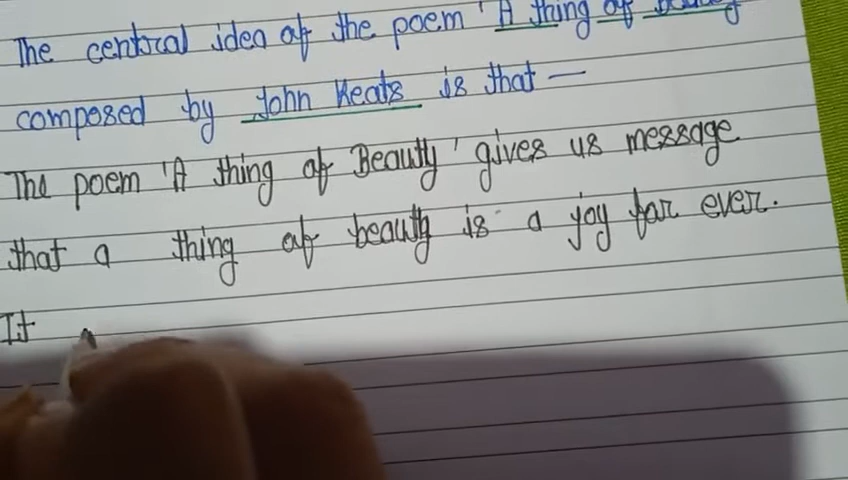 The central idea of the poem 'A thing of Beauty
composed by John Keats is that —
The poem 'A thing of Beauty' gives us message
that a thing of beauty is a joy for ever.
It